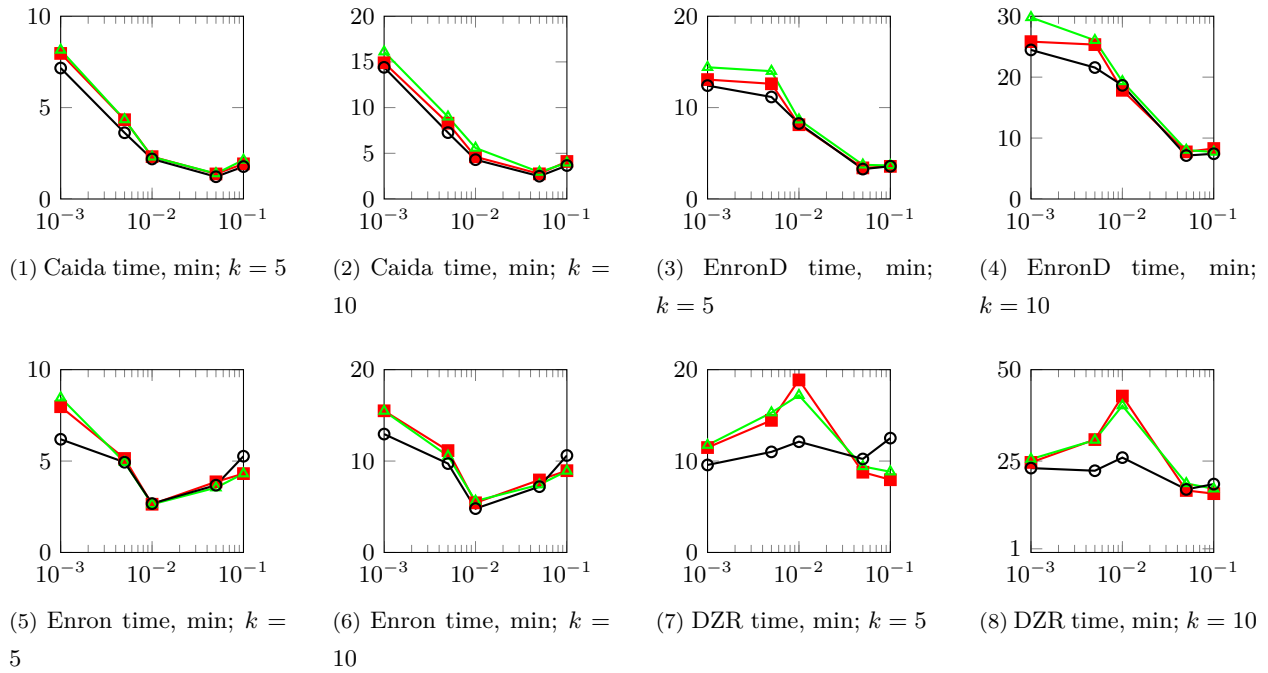 10
5
0
10⁻³ 10⁻² 10⁻¹
(1) Caida time, min; k = 5
20
15
10
5
0
10⁻³ 10⁻² 10⁻¹
(2) Caida time, min; k =
10
20
10
0
10⁻³ 10⁻² 10⁻¹
(3) EnronD time, min;
k = 5
30
20
10
0
10⁻³ 10⁻² 10⁻¹
(4) EnronD time, min;
k = 10
10
5
0
10⁻³ 10⁻² 10⁻¹
(5) Enron time, min; k =
5
20
10
0
10⁻³ 10⁻² 10⁻¹
(6) Enron time, min; k =
10
20
10
0
10⁻³ 10⁻² 10⁻¹
(7) DZR time, min; k = 5
50
25
1
10⁻³ 10⁻² 10⁻¹
(8) DZR time, min; k = 10